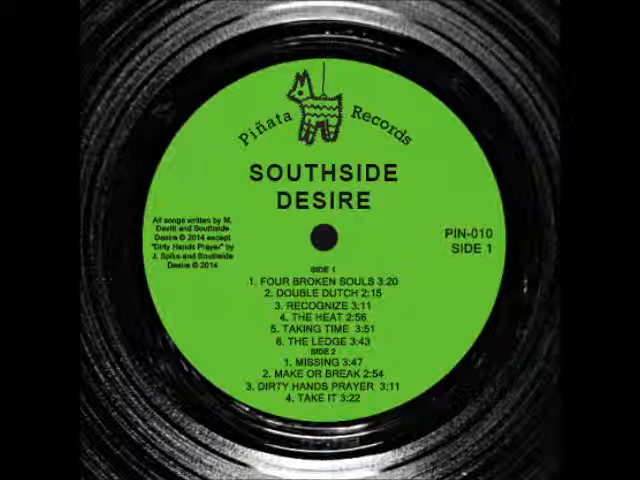 Piñata Records
SOUTHSIDE
DESIRE
All songs written by M.
Devitt and Southside
Desire © 2014 except
"Dirty Hands Prayer" by
J. Spika and Southside
Desire © 2014
PIN-010
SIDE 1
SIDE 1
1. FOUR BROKEN SOULS 3:20
2. DOUBLE DUTCH 2:15
3. RECOGNIZE 3:11
4. THE HEAT 2:56
5. TAKING TIME 3:51
6. THE LEDGE 3:43
SIDE 2
1. MISSING 3:47
2. MAKE OR BREAK 2:54
3. DIRTY HANDS PRAYER 3:11
4. TAKE IT 3:22